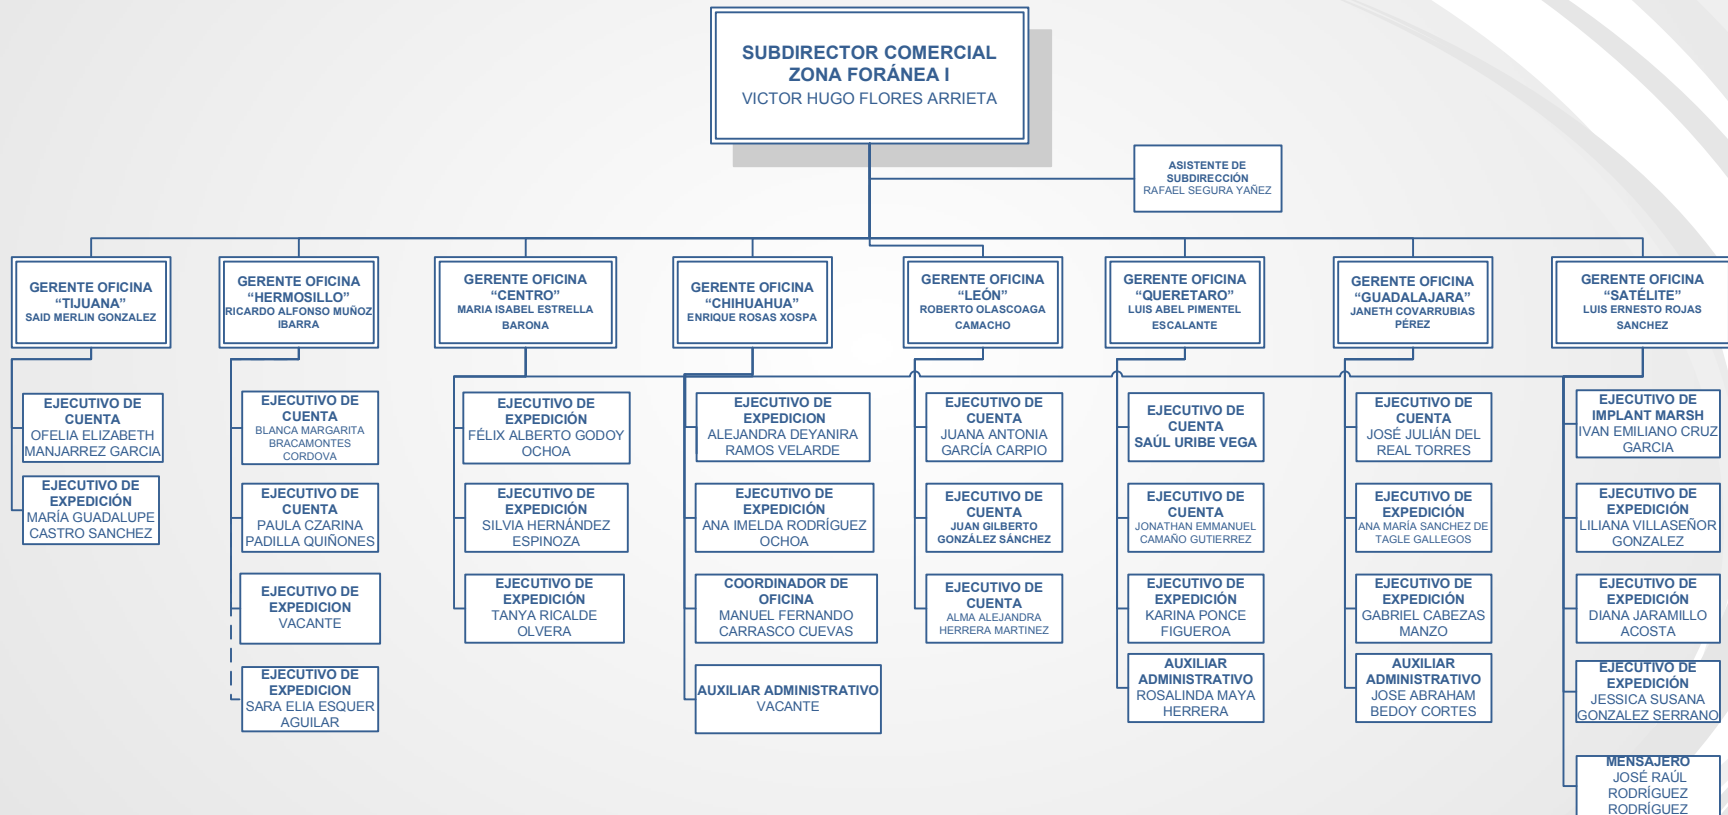 SUBDIRECTOR COMERCIAL
ZONA FORÁNEA I
VICTOR HUGO FLORES ARRIETA
ASISTENTE DE
SUBDIRECCIÓN
RAFAEL SEGURA YAÑEZ
GERENTE OFICINA
“TIJUANA”
SAID MERLIN GONZALEZ
GERENTE OFICINA
“HERMOSILLO”
RICARDO ALFONSO MUÑOZ
IBARRA
GERENTE OFICINA
“CENTRO”
MARIA ISABEL ESTRELLA
BARONA
GERENTE OFICINA
“CHIHUAHUA”
ENRIQUE ROSAS XOSPA
GERENTE OFICINA
“LEÓN”
ROBERTO OLASCOAGA
CAMACHO
GERENTE OFICINA
“QUERETARO”
LUIS ABEL PIMENTEL
ESCALANTE
GERENTE OFICINA
“GUADALAJARA”
JANETH COVARRUBIAS
PÉREZ
GERENTE OFICINA
“SATÉLITE”
LUIS ERNESTO ROJAS
SANCHEZ
EJECUTIVO DE
CUENTA
OFELIA ELIZABETH
MANJARREZ GARCIA
EJECUTIVO DE
EXPEDICIÓN
MARÍA GUADALUPE
CASTRO SANCHEZ
EJECUTIVO DE
CUENTA
BLANCA MARGARITA
BRACAMONTES
CORDOVA
EJECUTIVO DE
CUENTA
PAULA CZARINA
PADILLA QUIÑONES
EJECUTIVO DE
EXPEDICION
VACANTE
EJECUTIVO DE
EXPEDICION
SARA ELIA ESQUER
AGUILAR
EJECUTIVO DE
EXPEDICIÓN
FÉLIX ALBERTO GODOY
OCHOA
EJECUTIVO DE
EXPEDICIÓN
SILVIA HERNÁNDEZ
ESPINOZA
EJECUTIVO DE
EXPEDICIÓN
TANYA RICALDE
OLVERA
EJECUTIVO DE
EXPEDICION
ALEJANDRA DEYANIRA
RAMOS VELARDE
EJECUTIVO DE
EXPEDICIÓN
ANA IMELDA RODRÍGUEZ
OCHOA
COORDINADOR DE
OFICINA
MANUEL FERNANDO
CARRASCO CUEVAS
AUXILIAR ADMINISTRATIVO
VACANTE
EJECUTIVO DE
CUENTA
JUANA ANTONIA
GARCÍA CARPIO
EJECUTIVO DE
CUENTA
JUAN GILBERTO
GONZÁLEZ SÁNCHEZ
EJECUTIVO DE
CUENTA
ALMA ALEJANDRA
HERRERA MARTINEZ
EJECUTIVO DE
CUENTA
SAÚL URIBE VEGA
EJECUTIVO DE
CUENTA
JONATHAN EMMANUEL
CAMAÑO GUTIERREZ
EJECUTIVO DE
EXPEDICIÓN
KARINA PONCE
FIGUEROA
AUXILIAR
ADMINISTRATIVO
ROSALINDA MAYA
HERRERA
EJECUTIVO DE
CUENTA
JOSÉ JULIÁN DEL
REAL TORRES
EJECUTIVO DE
EXPEDICIÓN
ANA MARÍA SANCHEZ DE
TAGLE GALLEGOS
EJECUTIVO DE
EXPEDICIÓN
GABRIEL CABEZAS
MANZO
AUXILIAR
ADMINISTRATIVO
JOSE ABRAHAM
BEDOY CORTES
EJECUTIVO DE
IMPLANT MARSH
IVAN EMILIANO CRUZ
GARCIA
EJECUTIVO DE
EXPEDICIÓN
LILIANA VILLASEÑOR
GONZALEZ
EJECUTIVO DE
EXPEDICIÓN
DIANA JARAMILLO
ACOSTA
EJECUTIVO DE
EXPEDICIÓN
JESSICA SUSANA
GONZALEZ SERRANO
MENSAJERO
JOSÉ RAÚL
RODRÍGUEZ
RODRÍGUEZ